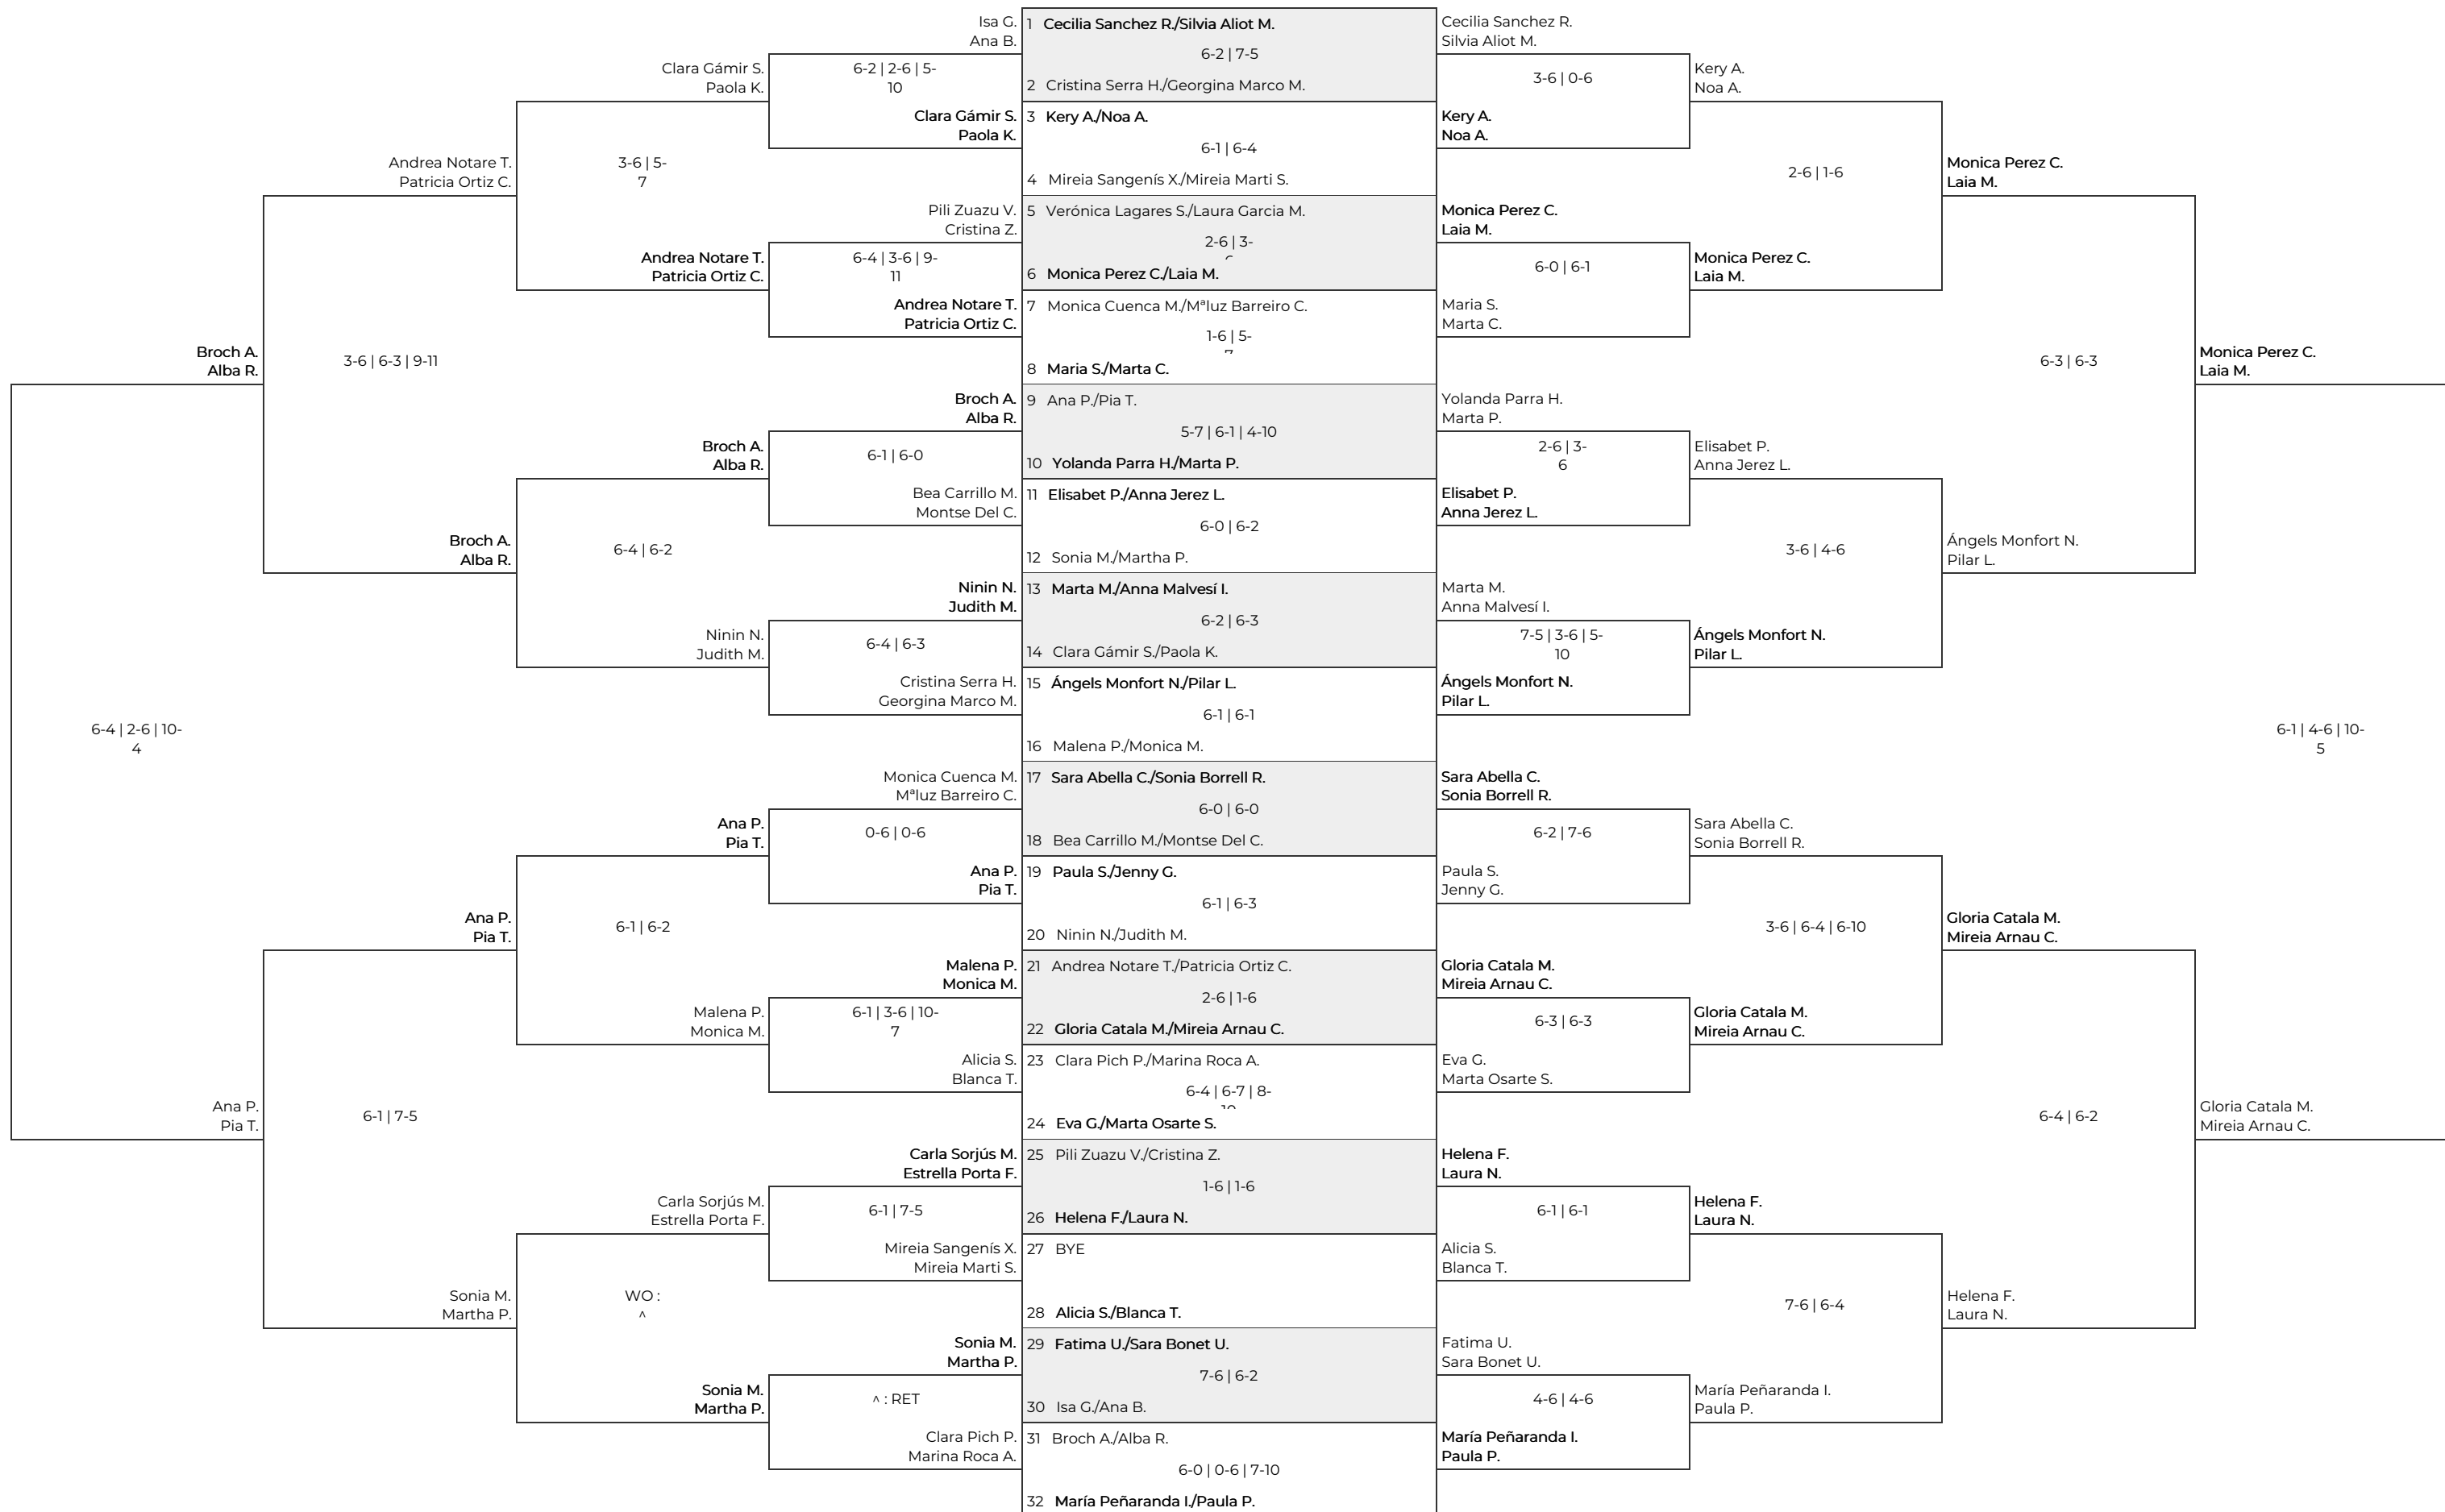 Isa G.
Ana B.
6-2 | 2-6 | 5-
10
Clara Gámir S.
Paola K.
Pili Zuazu V.
Cristina Z.
6-4 | 3-6 | 9-
11
Andrea Notare T.
Patricia Ortiz C.
Broch A.
Alba R.
6-1 | 6-0
Bea Carrillo M.
Montse Del C.
Ninin N.
Judith M.
6-4 | 6-3
Cristina Serra H.
Georgina Marco M.
Monica Cuenca M.
Mªluz Barreiro C.
0-6 | 0-6
Ana P.
Pia T.
Malena P.
Monica M.
6-1 | 3-6 | 10-
7
Alicia S.
Blanca T.
Carla Sorjús M.
Estrella Porta F.
6-1 | 7-5
Mireia Sangenís X.
Mireia Marti S.
Sonia M.
Martha P.
^ : RET
Clara Pich P.
Marina Roca A.
Clara Gámir S.
Paola K.
3-6 | 5-
7
Andrea Notare T.
Patricia Ortiz C.
Broch A.
Alba R.
6-4 | 6-2
Ninin N.
Judith M.
Ana P.
Pia T.
6-1 | 6-2
Malena P.
Monica M.
Carla Sorjús M.
Estrella Porta F.
WO :
^
Sonia M.
Martha P.
Andrea Notare T.
Patricia Ortiz C.
3-6 | 6-3 | 9-11
Broch A.
Alba R.
Ana P.
Pia T.
6-1 | 7-5
Sonia M.
Martha P.
Broch A.
Alba R.
6-4 | 2-6 | 10-
4
Ana P.
Pia T.
1 Cecilia Sanchez R./Silvia Aliot M.
6-2 | 7-5
2 Cristina Serra H./Georgina Marco M.
3 Kery A./Noa A.
6-1 | 6-4
4 Mireia Sangenís X./Mireia Marti S.
5 Verónica Lagares S./Laura Garcia M.
2-6 | 3-
6 Monica Perez C./Laia M.
7 Monica Cuenca M./Mªluz Barreiro C.
1-6 | 5-
8 Maria S./Marta C.
9 Ana P./Pia T.
5-7 | 6-1 | 4-10
10 Yolanda Parra H./Marta P.
11 Elisabet P./Anna Jerez L.
6-0 | 6-2
12 Sonia M./Martha P.
13 Marta M./Anna Malvesí I.
6-2 | 6-3
14 Clara Gámir S./Paola K.
15 Ángels Monfort N./Pilar L.
6-1 | 6-1
16 Malena P./Monica M.
17 Sara Abella C./Sonia Borrell R.
6-0 | 6-0
18 Bea Carrillo M./Montse Del C.
19 Paula S./Jenny G.
6-1 | 6-3
20 Ninin N./Judith M.
21 Andrea Notare T./Patricia Ortiz C.
2-6 | 1-6
22 Gloria Catala M./Mireia Arnau C.
23 Clara Pich P./Marina Roca A.
6-4 | 6-7 | 8-
24 Eva G./Marta Osarte S.
25 Pili Zuazu V./Cristina Z.
1-6 | 1-6
26 Helena F./Laura N.
27 BYE
28 Alicia S./Blanca T.
29 Fatima U./Sara Bonet U.
7-6 | 6-2
30 Isa G./Ana B.
31 Broch A./Alba R.
6-0 | 0-6 | 7-10
32 María Peñaranda I./Paula P.
Cecilia Sanchez R.
Silvia Aliot M.
3-6 | 0-6
Kery A.
Noa A.
Monica Perez C.
Laia M.
6-0 | 6-1
Maria S.
Marta C.
Yolanda Parra H.
Marta P.
2-6 | 3-
6
Elisabet P.
Anna Jerez L.
Marta M.
Anna Malvesí I.
7-5 | 3-6 | 5-
10
Ángels Monfort N.
Pilar L.
Sara Abella C.
Sonia Borrell R.
6-2 | 7-6
Paula S.
Jenny G.
Gloria Catala M.
Mireia Arnau C.
6-3 | 6-3
Eva G.
Marta Osarte S.
Helena F.
Laura N.
6-1 | 6-1
Alicia S.
Blanca T.
Fatima U.
Sara Bonet U.
4-6 | 4-6
María Peñaranda I.
Paula P.
Kery A.
Noa A.
2-6 | 1-6
Monica Perez C.
Laia M.
Elisabet P.
Anna Jerez L.
3-6 | 4-6
Ángels Monfort N.
Pilar L.
Sara Abella C.
Sonia Borrell R.
3-6 | 6-4 | 6-10
Gloria Catala M.
Mireia Arnau C.
Helena F.
Laura N.
7-6 | 6-4
María Peñaranda I.
Paula P.
Monica Perez C.
Laia M.
6-3 | 6-3
Ángels Monfort N.
Pilar L.
Gloria Catala M.
Mireia Arnau C.
6-4 | 6-2
Helena F.
Laura N.
Monica Perez C.
Laia M.
6-1 | 4-6 | 10-
5
Gloria Catala M.
Mireia Arnau C.